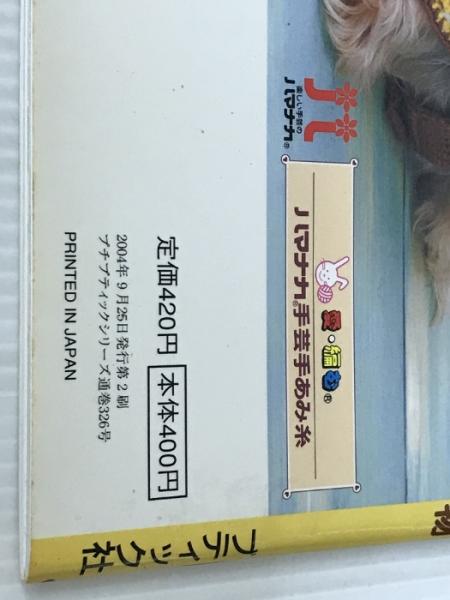 楽しい手芸の
ハマナカ®
愛・編む®
ハマナカ®手芸手あみ糸
定価420円 本体400円
2004年9月25日発行第2刷
プチブティックシリーズ通巻326号
PRINTED IN JAPAN
ブティック社
物